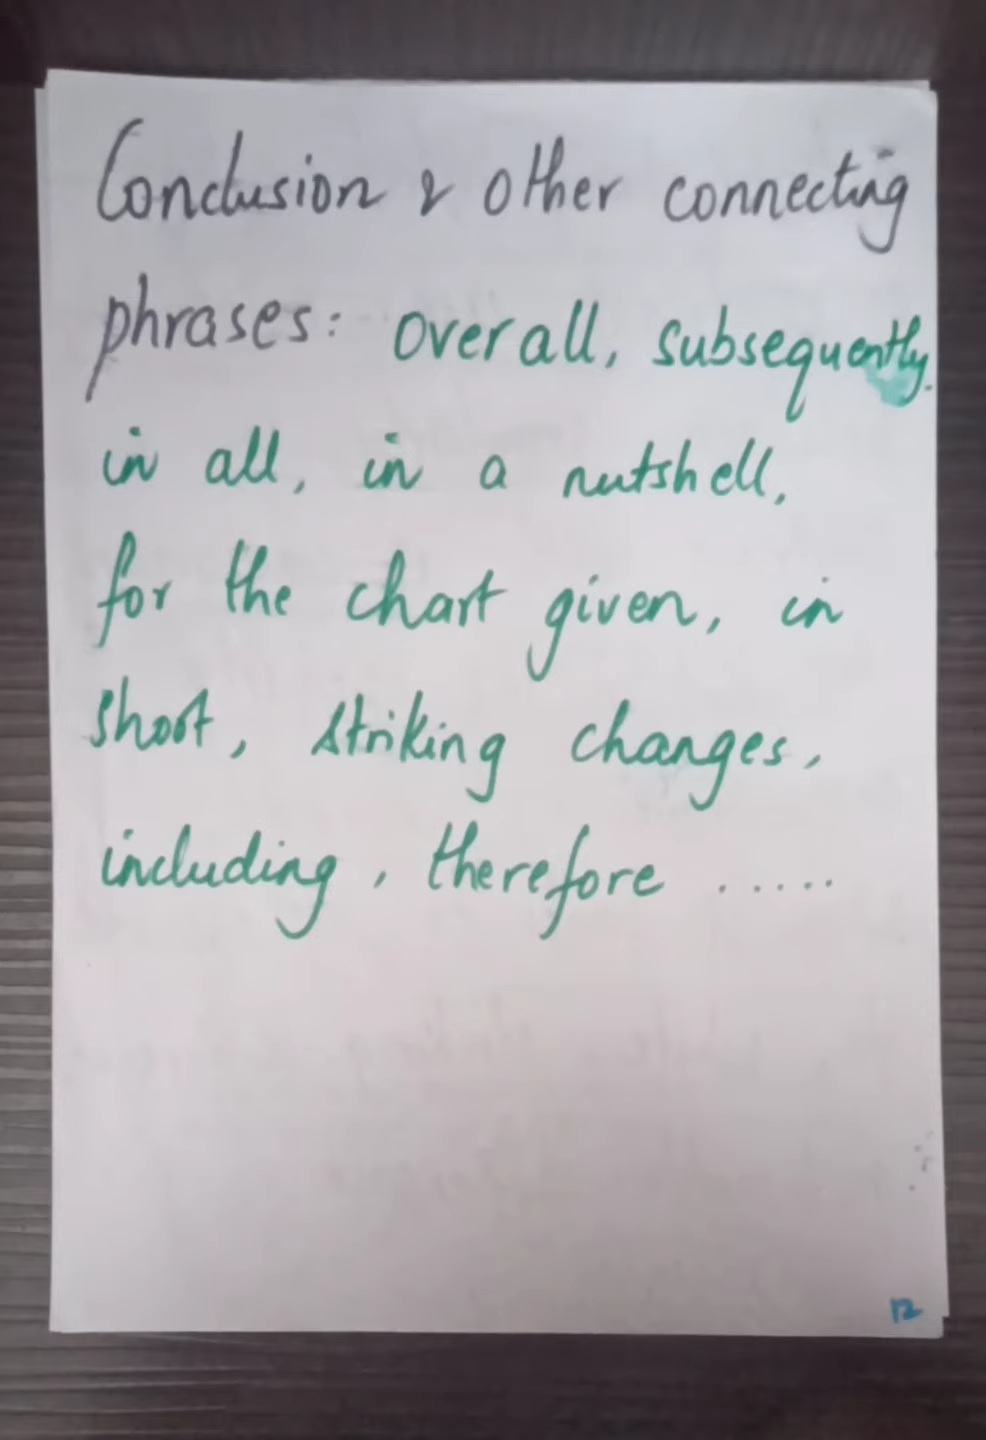 Conclusion & other connecting
phrases: overall, subsequently.
in all, in a nutshell,
for the chart given, in
short, striking changes,
including, therefore .....
12